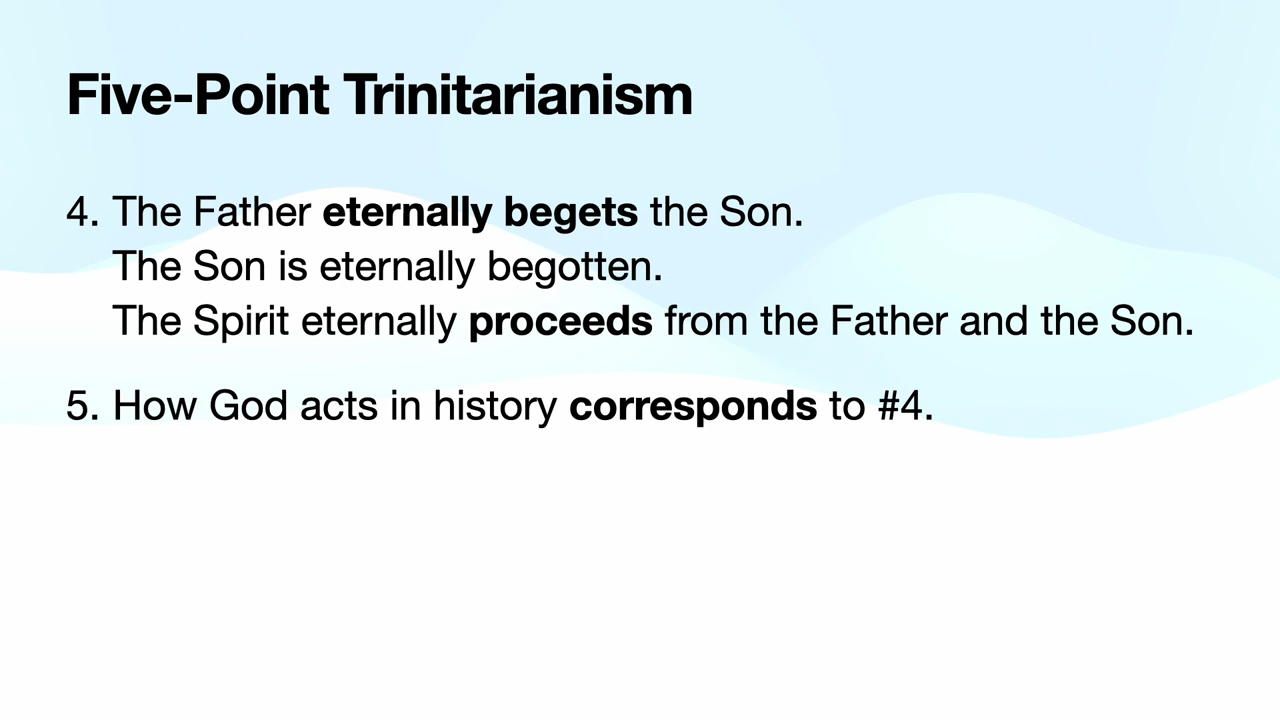 Five-Point Trinitarianism
4. The Father eternally begets the Son.
The Son is eternally begotten.
The Spirit eternally proceeds from the Father and the Son.
5. How God acts in history corresponds to #4.